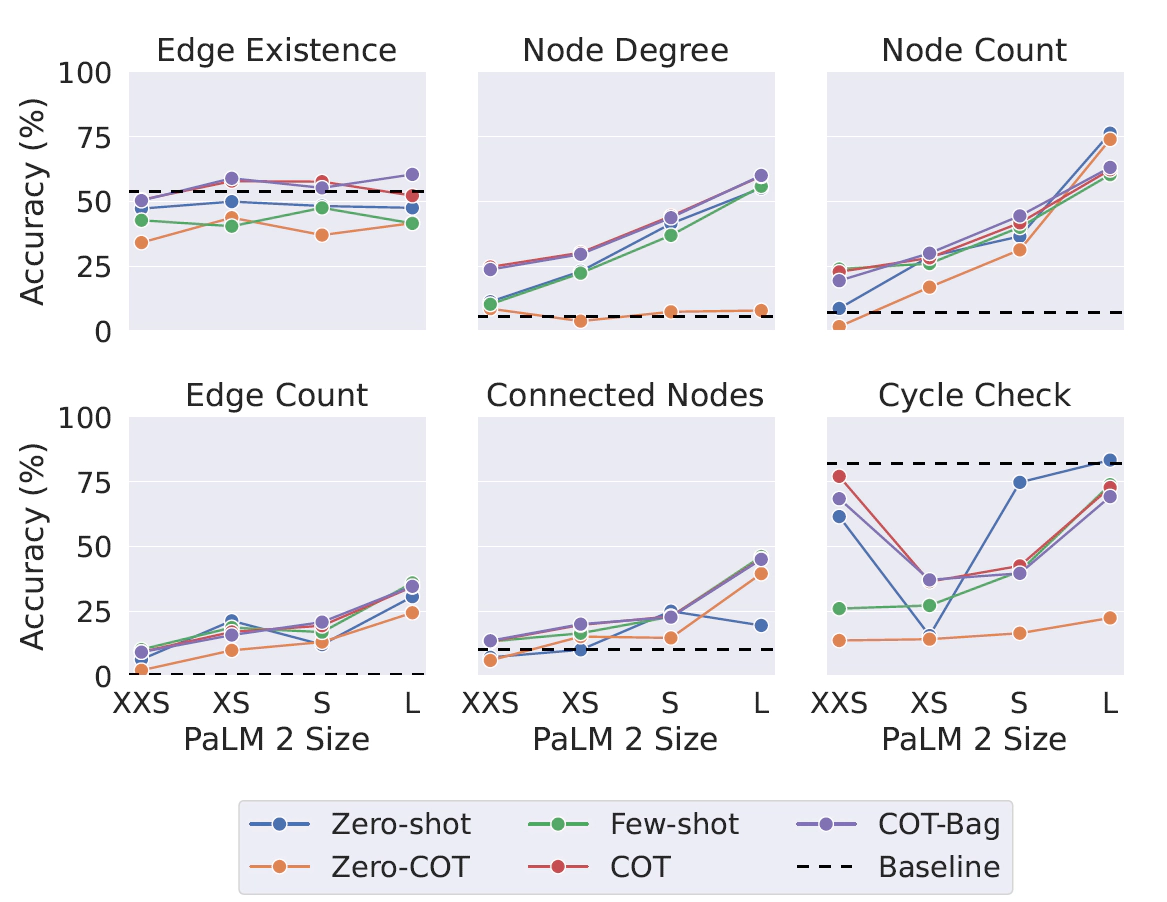 Edge Existence
Node Degree
Node Count
Accuracy (%)
100
75
50
25
0
Edge Count
Connected Nodes
Cycle Check
Accuracy (%)
100
75
50
25
0
XXS XS S L
XXS XS S L
XXS XS S L
PaLM 2 Size
PaLM 2 Size
PaLM 2 Size
Zero-shot
Few-shot
COT-Bag
Zero-COT
COT
Baseline